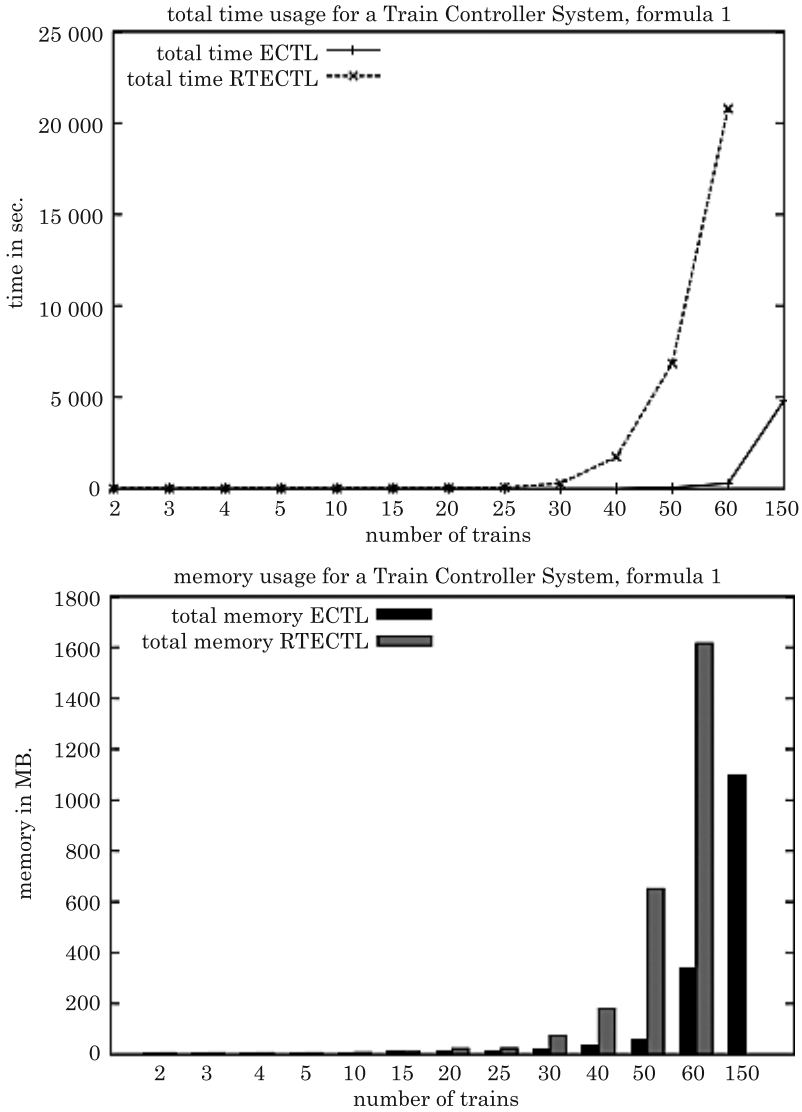 total time usage for a Train Controller System, formula 1
25 000
20 000
15 000
10 000
5 000
0
time in sec.
total time ECTL
total time RTECTL
2 3 4 5 10 15 20 25 30 40 50 60 150
number of trains
memory usage for a Train Controller System, formula 1
1800
1600
1400
1200
1000
800
600
400
200
0
memory in MB.
total memory ECTL
total memory RTECTL
2 3 4 5 10 15 20 25 30 40 50 60 150
number of trains